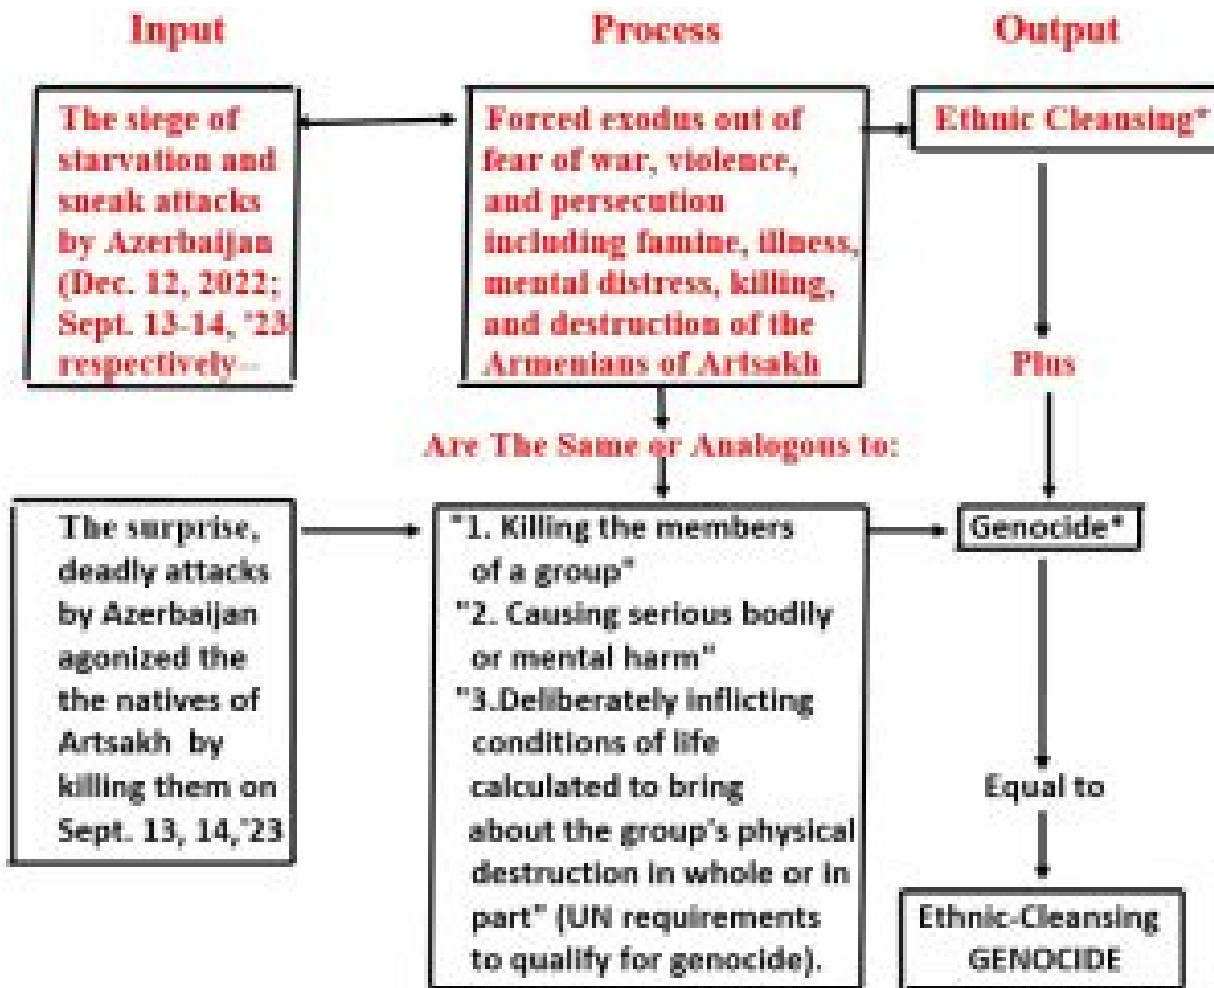 Input
Process
Output
The siege of
starvation and
sneak attacks
by Azerbaijan
(Dec. 12, 2022;
Sept. 13-14, '23
respectively--
Forced exodus out of
fear of war, violence,
and persecution
including famine, illness,
mental distress, killing,
and destruction of the
Armenians of Artsakh
Ethnic Cleansing*
Plus
Are The Same or Analogous to:
The surprise,
deadly attacks
by Azerbaijan
agonized the
the natives of
Artsakh by
killing them on
Sept. 13, 14,'23
"1. Killing the members
of a group"
"2. Causing serious bodily
or mental harm"
"3.Deliberately inflicting
conditions of life
calculated to bring
about the group's physical
destruction in whole or in
part" (UN requirements
to qualify for genocide).
Genocide*
Equal to
Ethnic-Cleansing
GENOCIDE